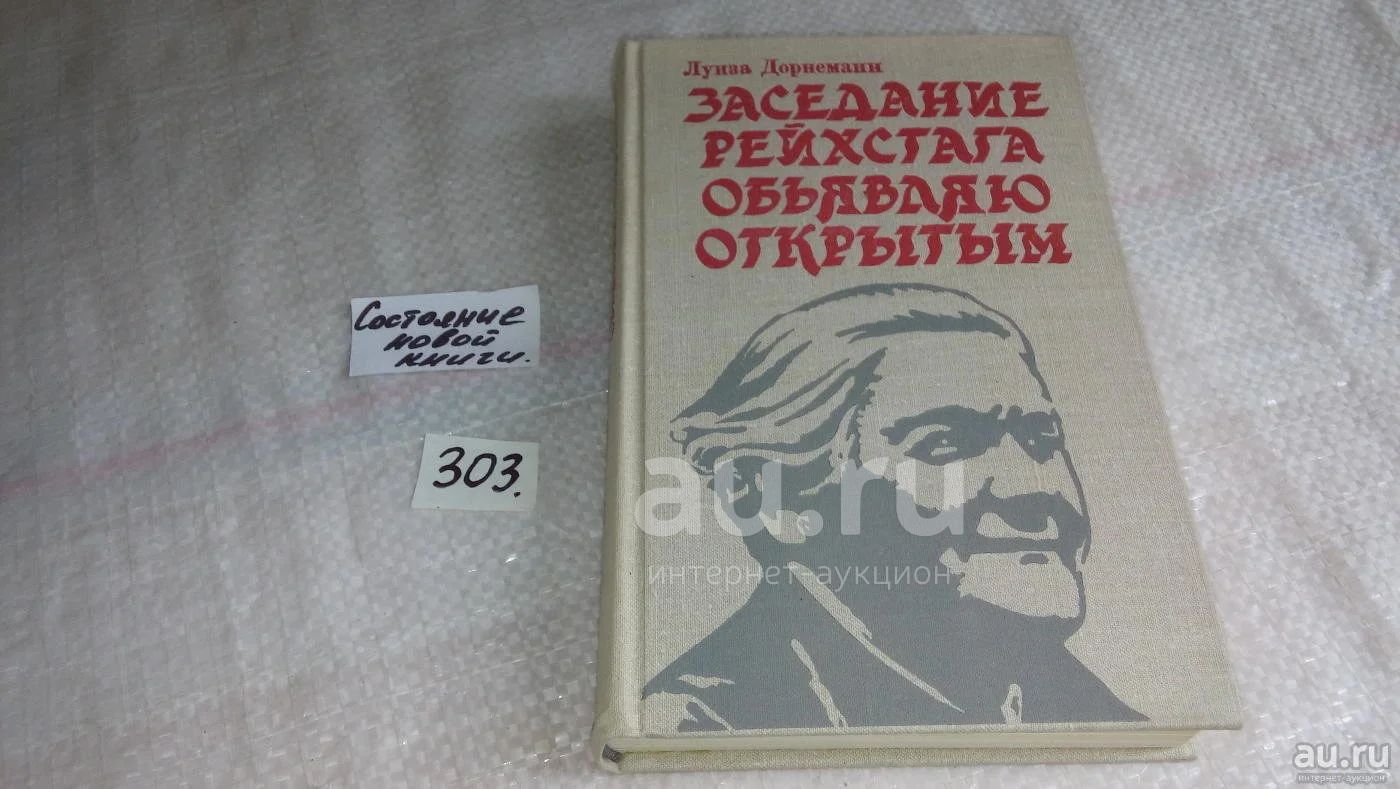 Луиза Дорнеманн
ЗАСЕДАНИЕ
РЕЙХСТАГА
ОБЪЯВЛЯЮ
ОТКРЫТЫМ
Состояние
новой
книги.
303.
au.ru
интернет-аукцион
au.ru
интернет-аукцион